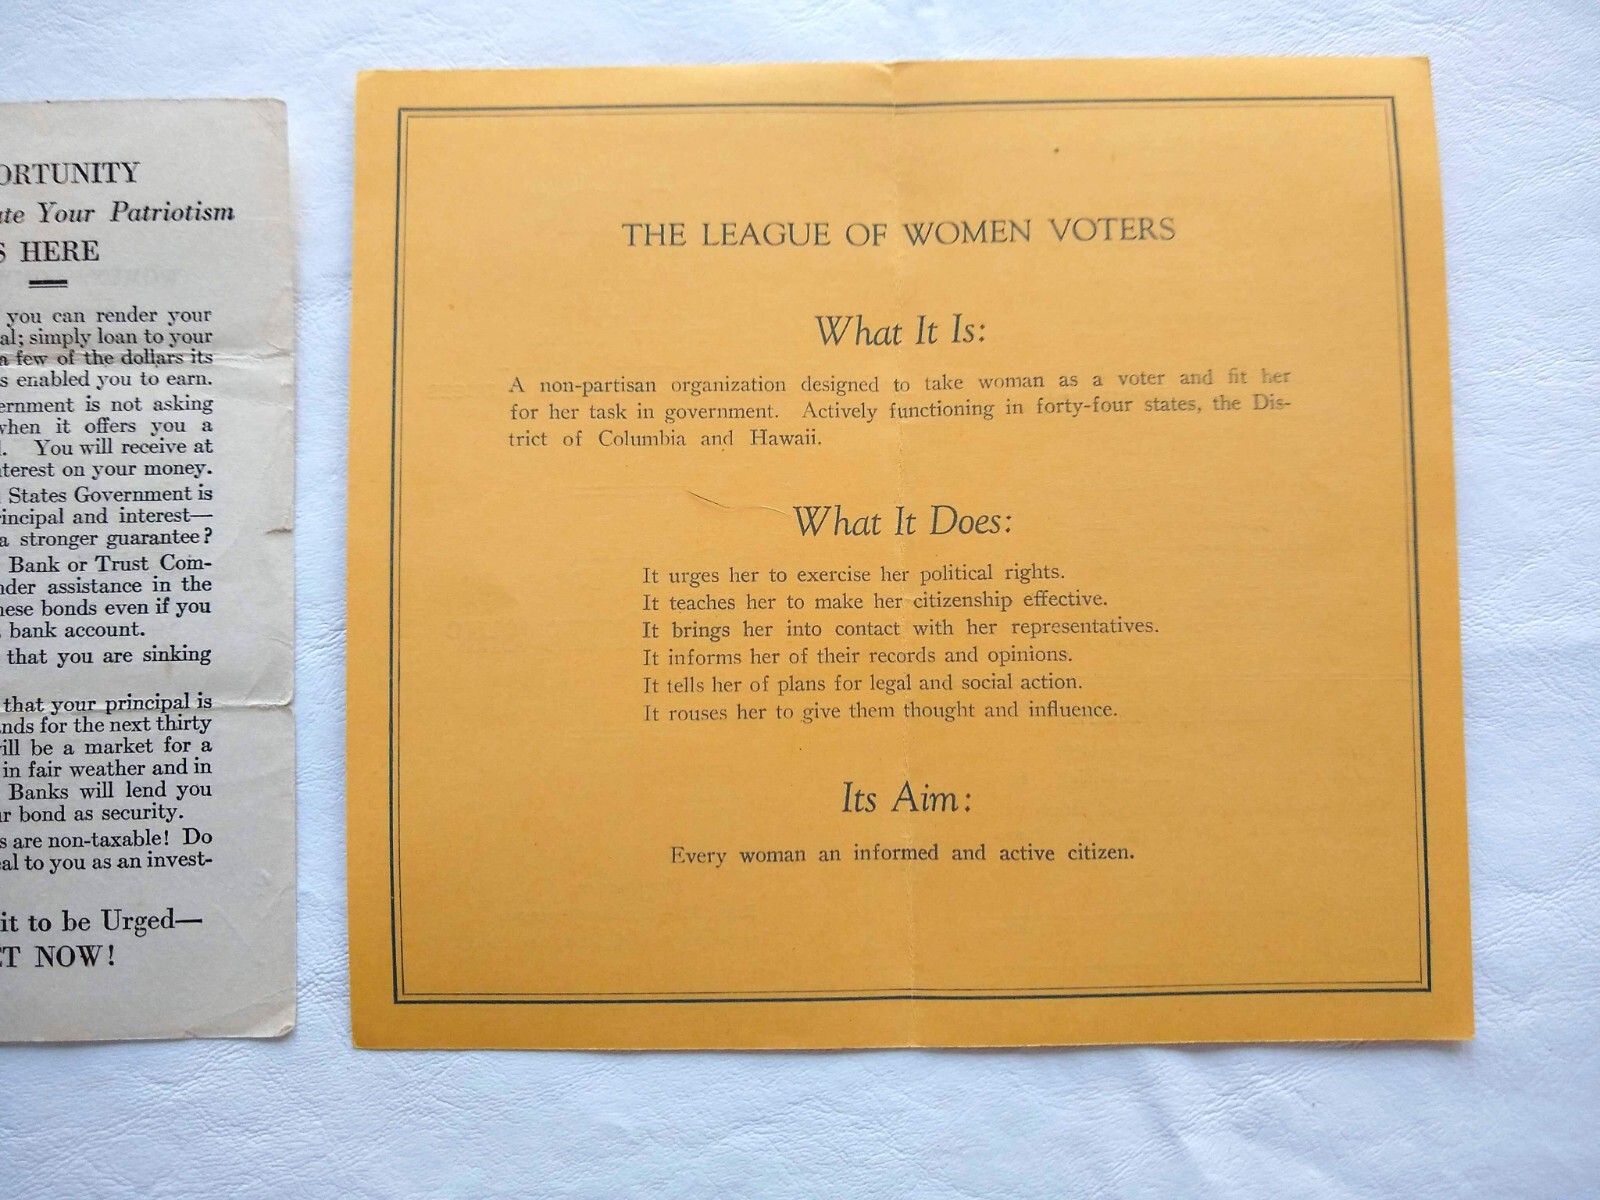 ORTUNITY
Your Patriotism
HERE
you can render your
simply loan to your
a few of the dollars its
enabled you to earn.
ernment is not asking
when it offers you a
You will receive at
terest on your money.
States Government is
rincipal and interest—
a stronger guarantee?
Bank or Trust Com-
nder assistance in the
hese bonds even if you
bank account.
that you are sinking
that your principal is
nds for the next thirty
ill be a market for a
in fair weather and in
Banks will lend you
r bond as security.
s are non-taxable! Do
eal to you as an invest-
it to be Urged—
NOW!
THE LEAGUE OF WOMEN VOTERS
What It Is:
A non-partisan organization designed to take woman as a voter and fit her
for her task in government. Actively functioning in forty-four states, the Dis-
trict of Columbia and Hawaii.
What It Does:
It urges her to exercise her political rights.
It teaches her to make her citizenship effective.
It brings her into contact with her representatives.
It informs her of their records and opinions.
It tells her of plans for legal and social action.
It rouses her to give them thought and influence.
Its Aim:
Every woman an informed and active citizen.